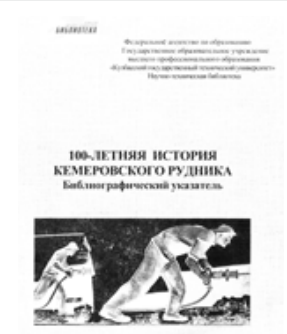 БИБЛИОТЕКА
Федеральное агентство по образованию
Государственное образовательное учреждение
высшего профессионального образования
«Кузбасский государственный технический университет»
Научно-техническая библиотека
100-ЛЕТНЯЯ ИСТОРИЯ
КЕМЕРОВСКОГО РУДНИКА
Библиографический указатель